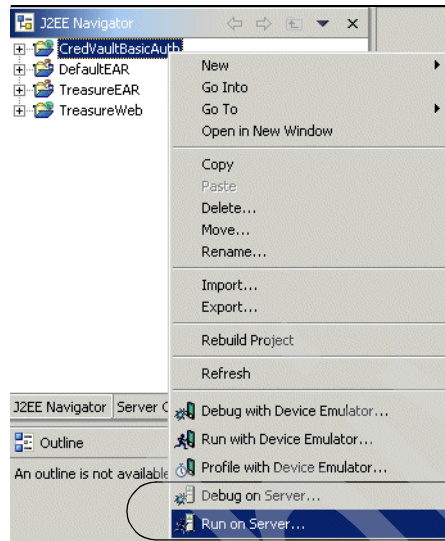 J2EE Navigator
CredVaultBasicAuth
DefaultEAR
TreasureEAR
TreasureWeb
New
Go Into
Go To
Open in New Window
Copy
Paste
Delete...
Move...
Rename...
Import...
Export...
Rebuild Project
Refresh
J2EE Navigator Server C
Outline
An outline is not available
Debug with Device Emulator...
Run with Device Emulator...
Profile with Device Emulator...
Debug on Server...
Run on Server...